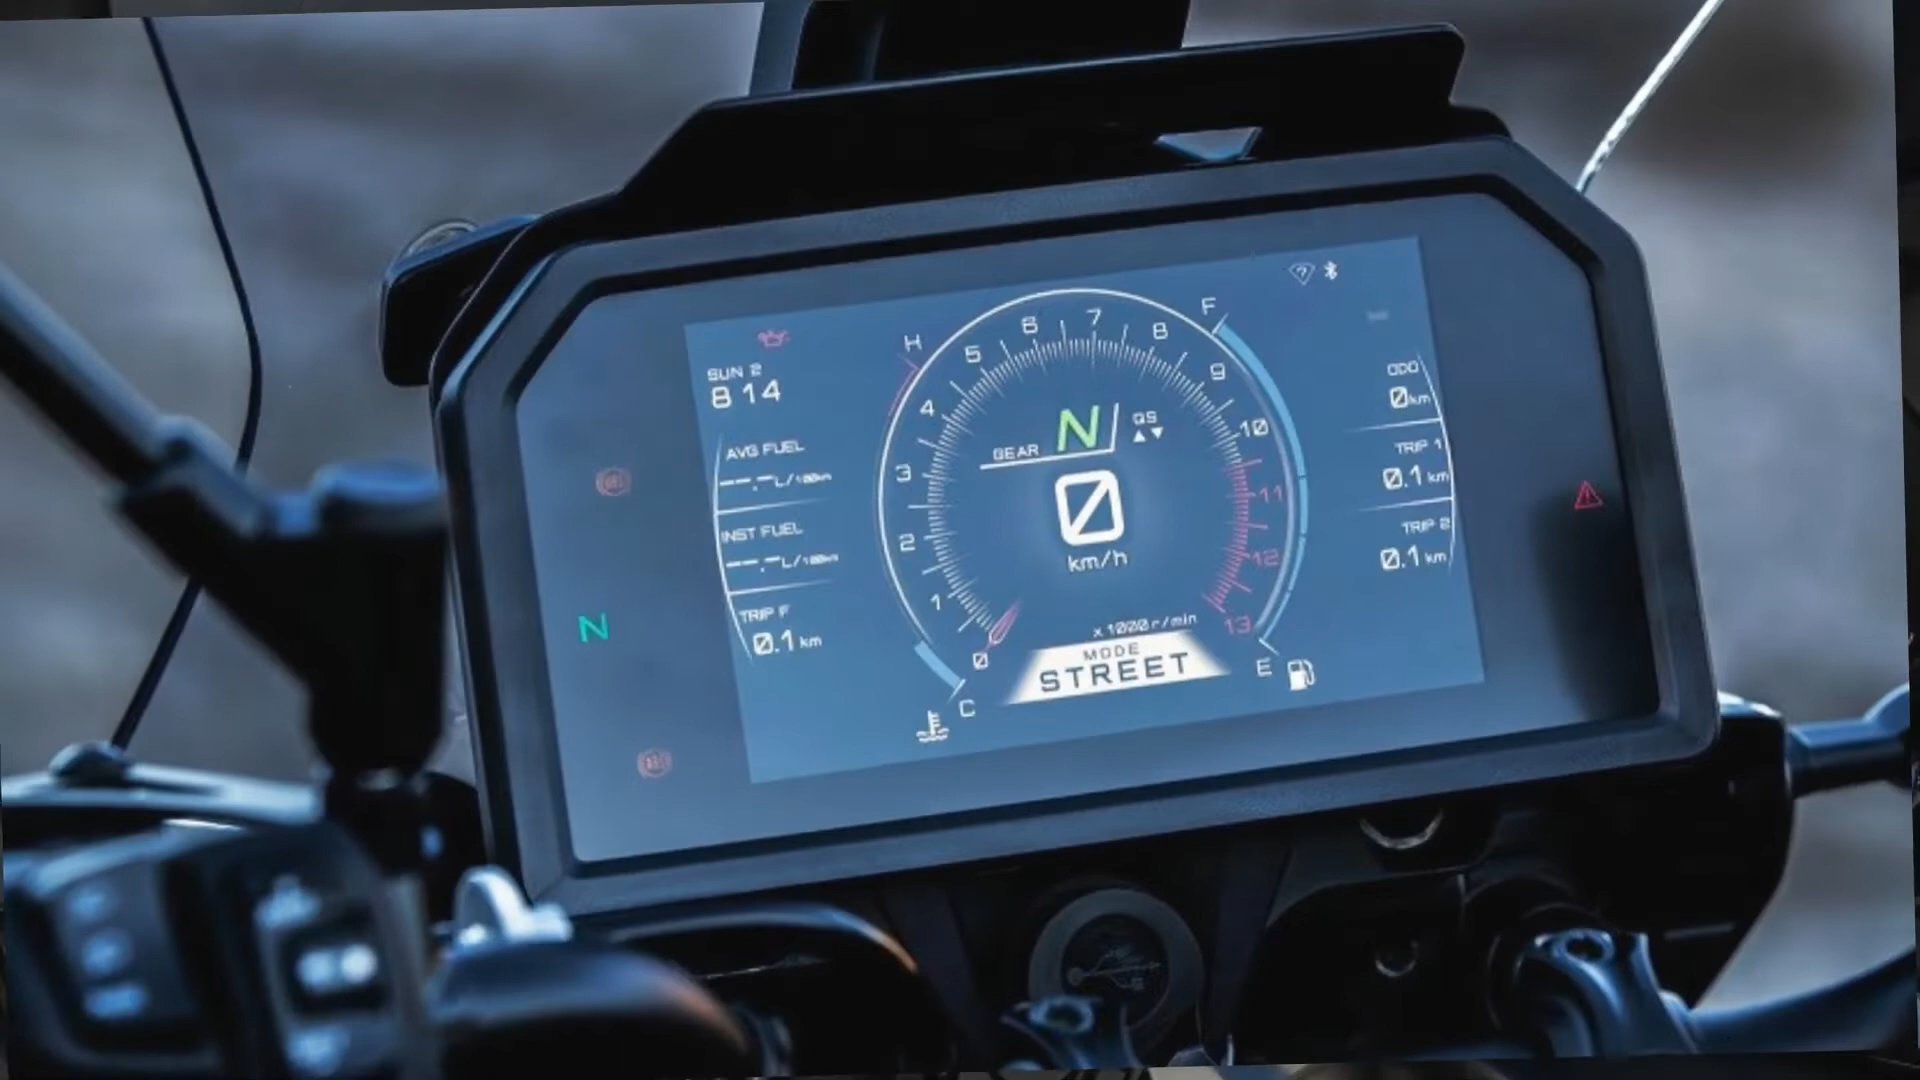 SUN 2
8 14
AVG FUEL
--.- L/100km
INST FUEL
--.- L/100km
TRIP F
0.1 km
N
H
F
C
E
0
1
2
3
4
5
6
7
8
9
10
11
12
13
GEAR N QS
0
km/h
x1000r/min
MODE
STREET
ODO
0km
TRIP 1
0.1 km
TRIP 2
0.1 km